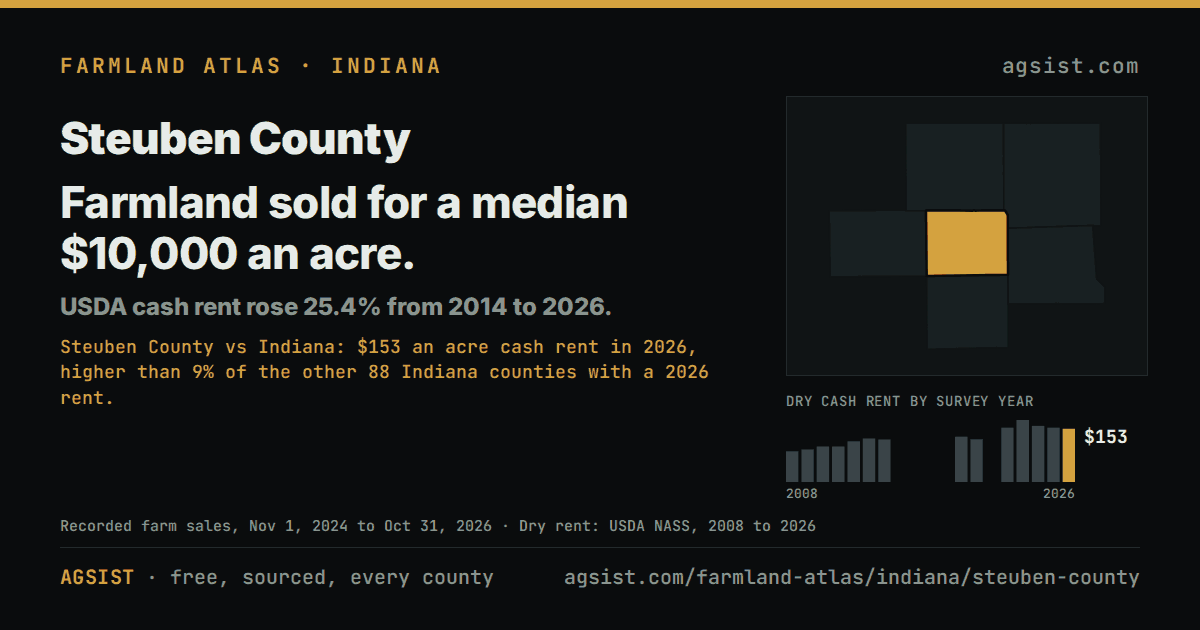 FARMLAND ATLAS · INDIANA
agsist.com
Steuben County
Farmland sold for a median
$10,000 an acre.
USDA cash rent rose 25.4% from 2014 to 2026.
Steuben County vs Indiana: $153 an acre cash rent in 2026,
higher than 9% of the other 88 Indiana counties with a 2026
rent.
DRY CASH RENT BY SURVEY YEAR
$153
2008
2026
Recorded farm sales, Nov 1, 2024 to Oct 31, 2026 · Dry rent: USDA NASS, 2008 to 2026
AGSIST · free, sourced, every county
agsist.com/farmland-atlas/indiana/steuben-county